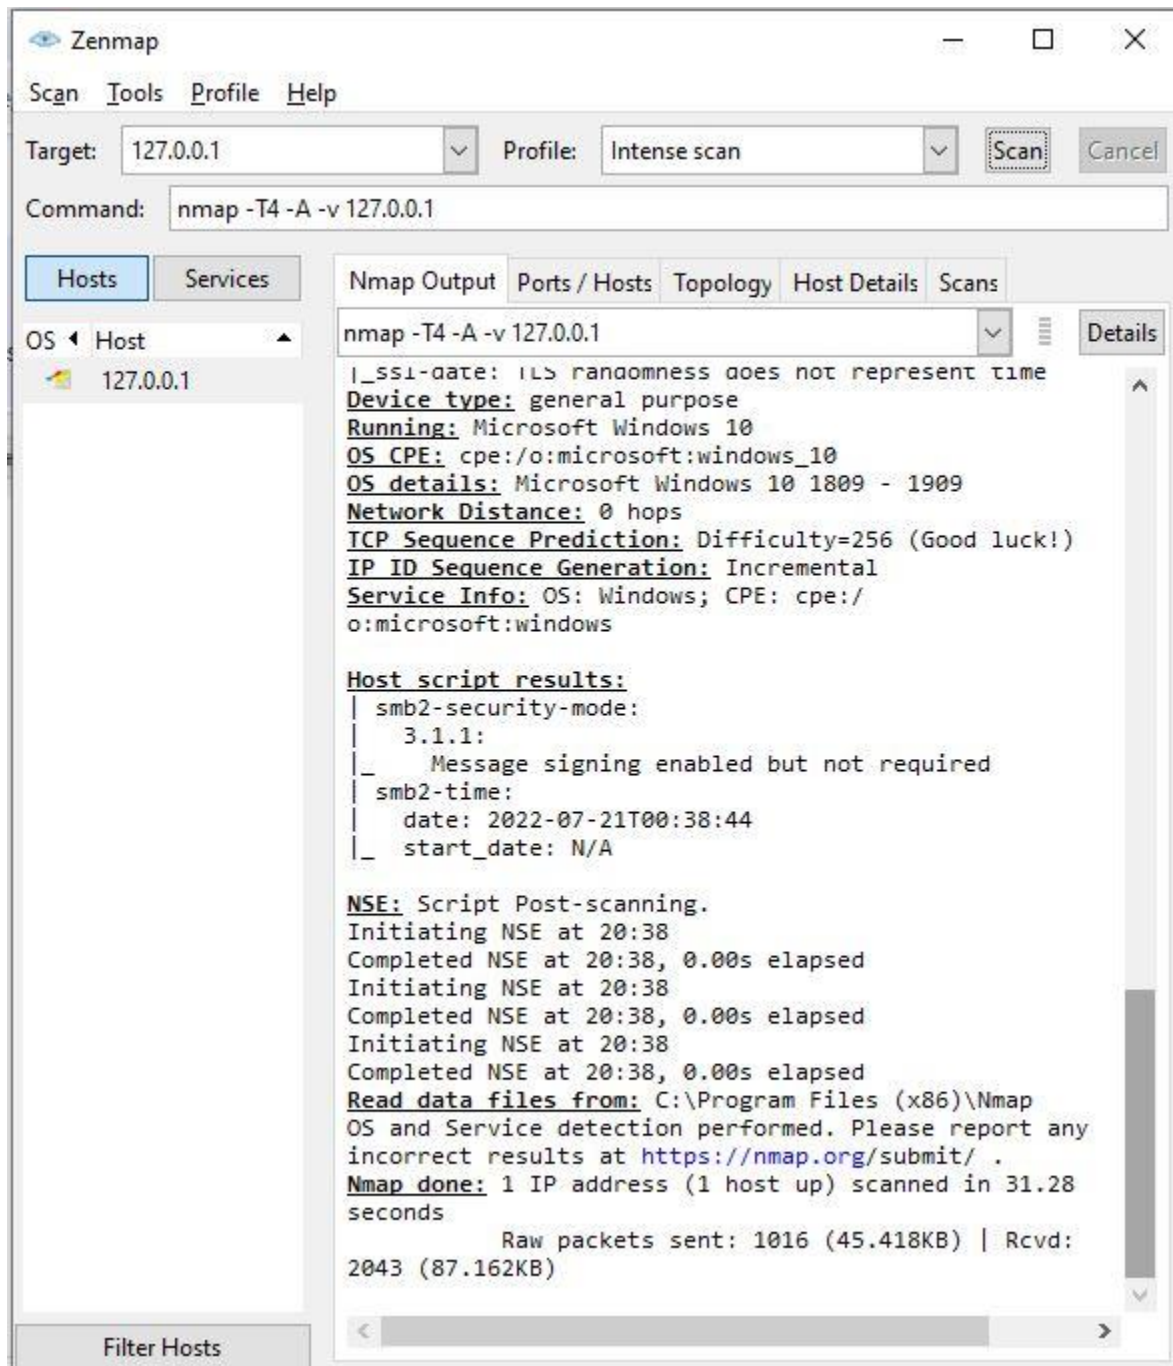 Zenmap
Scan Tools Profile Help
Target: 127.0.0.1 Profile: Intense scan Scan Cancel
Command: nmap -T4 -A -v 127.0.0.1
Hosts Services
Nmap Output Ports / Hosts Topology Host Details Scans
OS Host
127.0.0.1
nmap -T4 -A -v 127.0.0.1 Details
|_ssl-date: TLS randomness does not represent time
Device type: general purpose
Running: Microsoft Windows 10
OS CPE: cpe:/o:microsoft:windows_10
OS details: Microsoft Windows 10 1809 - 1909
Network Distance: 0 hops
TCP Sequence Prediction: Difficulty=256 (Good luck!)
IP ID Sequence Generation: Incremental
Service Info: OS: Windows; CPE: cpe:/
o:microsoft:windows
Host script results:
| smb2-security-mode:
|   3.1.1:
|_    Message signing enabled but not required
| smb2-time:
|   date: 2022-07-21T00:38:44
|_  start_date: N/A
NSE: Script Post-scanning.
Initiating NSE at 20:38
Completed NSE at 20:38, 0.00s elapsed
Initiating NSE at 20:38
Completed NSE at 20:38, 0.00s elapsed
Initiating NSE at 20:38
Completed NSE at 20:38, 0.00s elapsed
Read data files from: C:\Program Files (x86)\Nmap
OS and Service detection performed. Please report any
incorrect results at https://nmap.org/submit/ .
Nmap done: 1 IP address (1 host up) scanned in 31.28
seconds
Raw packets sent: 1016 (45.418KB) | Rcvd:
2043 (87.162KB)
Filter Hosts